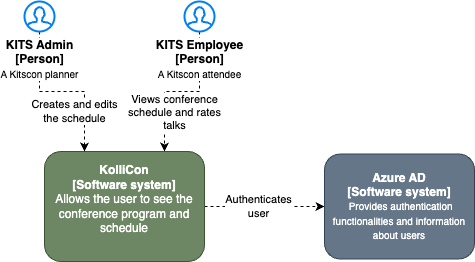 KITS Admin
[Person]
A Kitscon planner
KITS Employee
[Person]
A Kitscon attendee
Creates and edits
the schedule
Views conference
schedule and rates
talks
KolliCon
[Software system]
Allows the user to see the
conference program and
schedule
Authenticates
user
Azure AD
[Software system]
Provides authentication
functionalities and information
about users